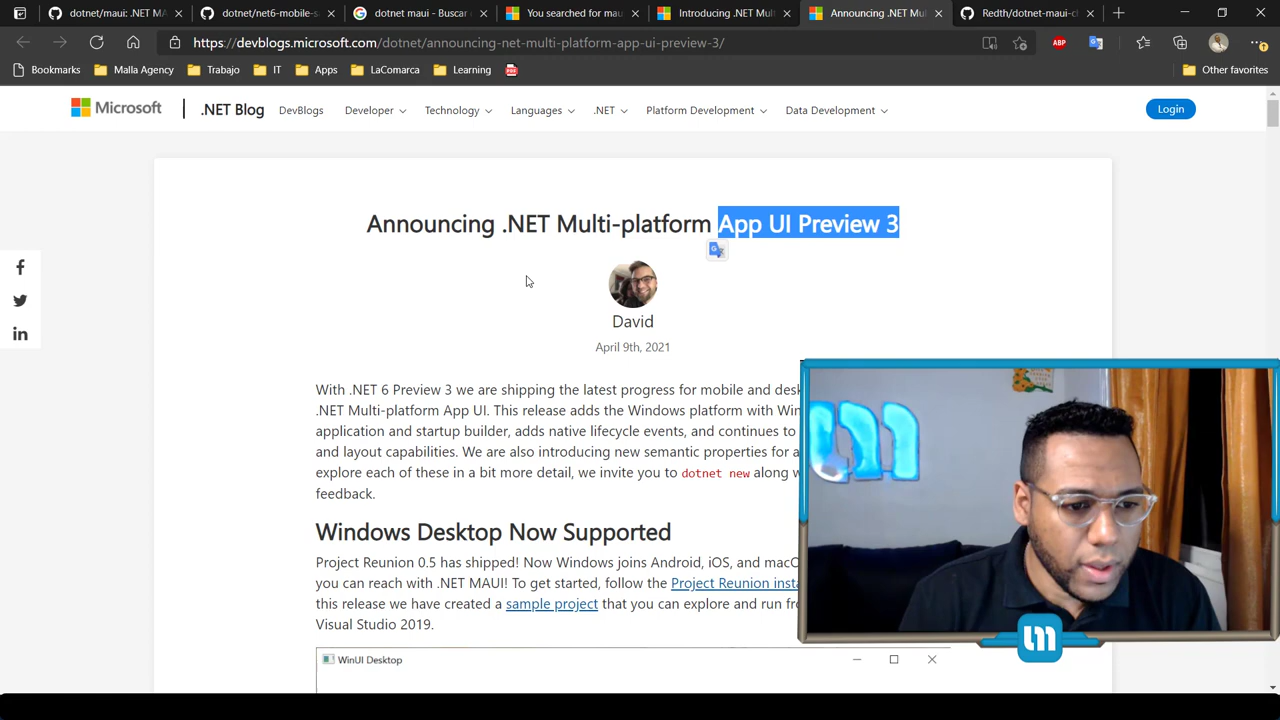 dotnet/maui: .NET MA
dotnet/net6-mobile-s
dotnet maui - Buscar
You searched for mau
Introducing .NET Mult
Announcing .NET Mul
Redth/dotnet-maui-c
https://devblogs.microsoft.com/dotnet/announcing-net-multi-platform-app-ui-preview-3/
ABP
Bookmarks
Malla Agency
Trabajo
IT
Apps
LaComarca
Learning
Other favorites
Microsoft
.NET Blog
DevBlogs
Developer
Technology
Languages
.NET
Platform Development
Data Development
Login
Announcing .NET Multi-platform App UI Preview 3
David
April 9th, 2021
With .NET 6 Preview 3 we are shipping the latest progress for mobile and desk
.NET Multi-platform App UI. This release adds the Windows platform with Win
application and startup builder, adds native lifecycle events, and continues to
and layout capabilities. We are also introducing new semantic properties for a
explore each of these in a bit more detail, we invite you to dotnet new along w
feedback.
Windows Desktop Now Supported
Project Reunion 0.5 has shipped! Now Windows joins Android, iOS, and macO
you can reach with .NET MAUI! To get started, follow the Project Reunion insta
this release we have created a sample project that you can explore and run fro
Visual Studio 2019.
WinUI Desktop